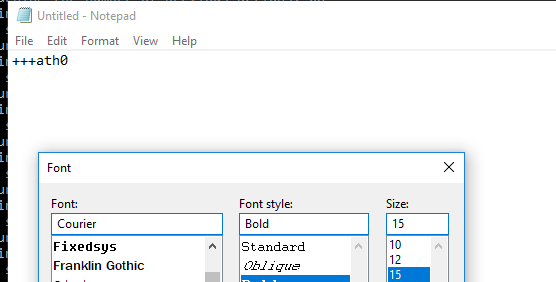 Untitled - Notepad
File Edit Format View Help
+++ath0
Font
Font: Font style: Size:
Courier Bold 15
Fixedsys Standard 10
Franklin Gothic Oblique 12
15